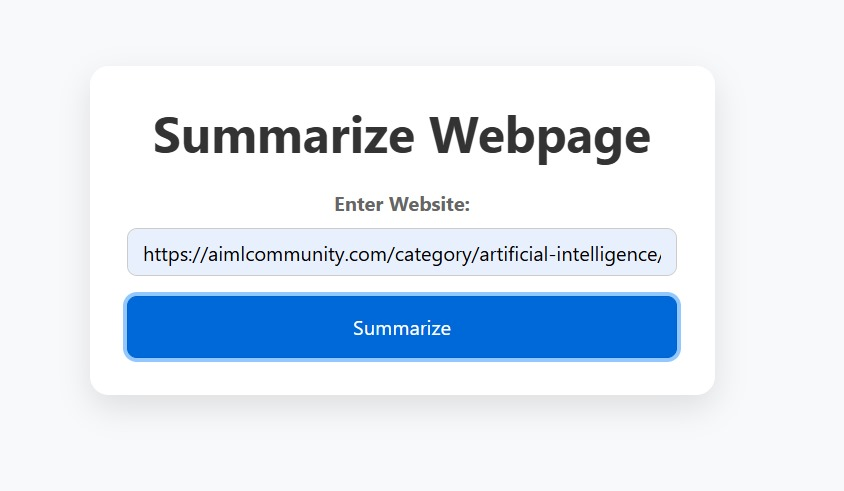 Summarize Webpage
Enter Website:
https://aimlcommunity.com/category/artificial-intelligence/
Summarize